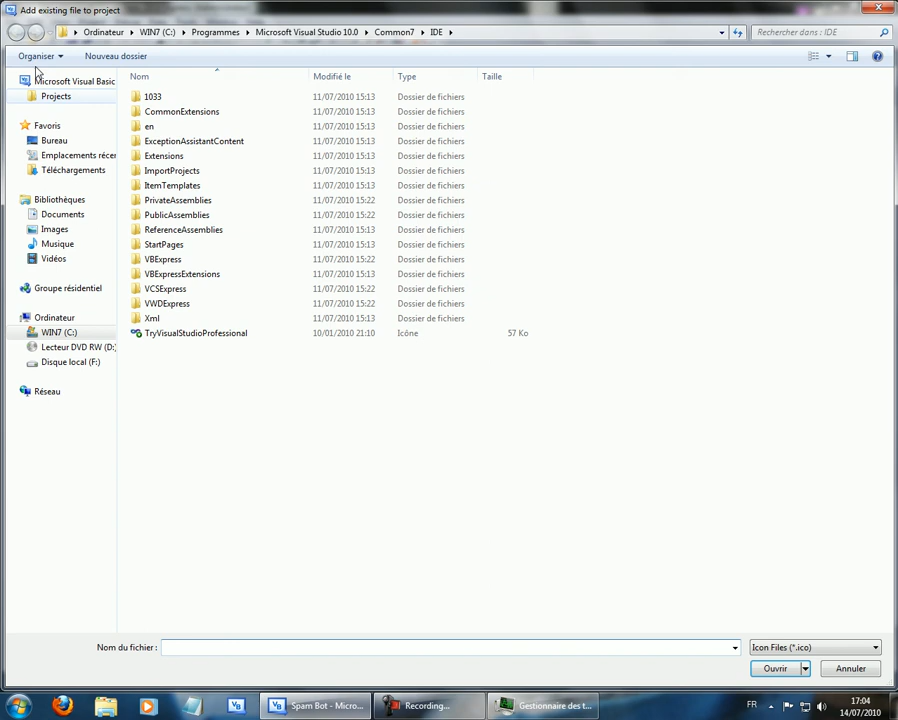 Add existing file to project
Ordinateur WIN7 (C:) Programmes Microsoft Visual Studio 10.0 Common7 IDE
Rechercher dans : IDE
Organiser Nouveau dossier
Microsoft Visual Basic
Projects
Favoris
Bureau
Emplacements récen
Téléchargements
Bibliothèques
Documents
Images
Musique
Vidéos
Groupe résidentiel
Ordinateur
WIN7 (C:)
Lecteur DVD RW (D:)
Disque local (F:)
Réseau
Nom Modifié le Type Taille
1033 11/07/2010 15:13 Dossier de fichiers
CommonExtensions 11/07/2010 15:13 Dossier de fichiers
en 11/07/2010 15:13 Dossier de fichiers
ExceptionAssistantContent 11/07/2010 15:13 Dossier de fichiers
Extensions 11/07/2010 15:13 Dossier de fichiers
ImportProjects 11/07/2010 15:13 Dossier de fichiers
ItemTemplates 11/07/2010 15:13 Dossier de fichiers
PrivateAssemblies 11/07/2010 15:22 Dossier de fichiers
PublicAssemblies 11/07/2010 15:22 Dossier de fichiers
ReferenceAssemblies 11/07/2010 15:13 Dossier de fichiers
StartPages 11/07/2010 15:13 Dossier de fichiers
VBExpress 11/07/2010 15:22 Dossier de fichiers
VBExpressExtensions 11/07/2010 15:13 Dossier de fichiers
VCSExpress 11/07/2010 15:22 Dossier de fichiers
VWDExpress 11/07/2010 15:22 Dossier de fichiers
Xml 11/07/2010 15:13 Dossier de fichiers
TryVisualStudioProfessional 10/01/2010 21:10 Icône 57 Ko
Nom du fichier : Icon Files (*.ico)
Ouvrir Annuler
Spam Bot - Micro... Recording... Gestionnaire des t... FR 17:04
14/07/2010